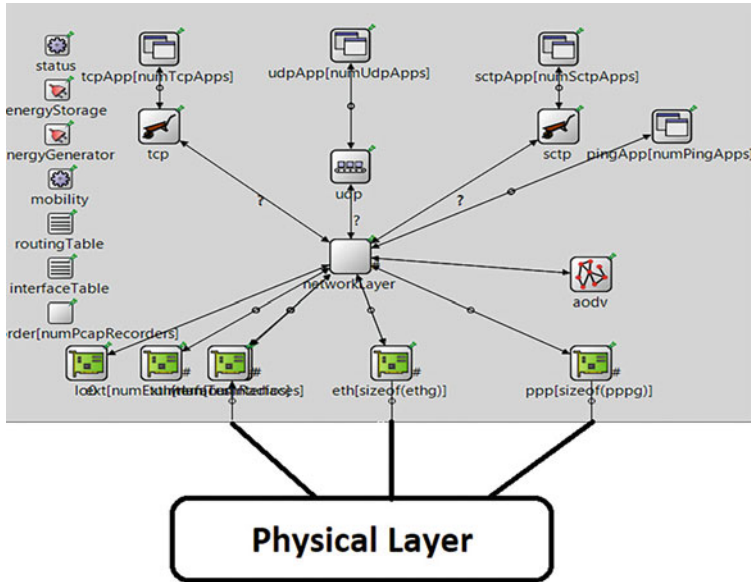 status
tcpApp[numTcpApps]
udpApp[numUdpApps]
sctpApp[numSctpApps]
energyStorage
nergyGenerator
tcp
sctp
pingApp[numPingApps]
mobility
udp
?
?
?
routingTable
networkLayer
interfaceTable
aodv
order[numPcapRecorders]
#
#
#
#
eth[sizeof(ethg)]
ppp[sizeof(pppg)]
Physical Layer